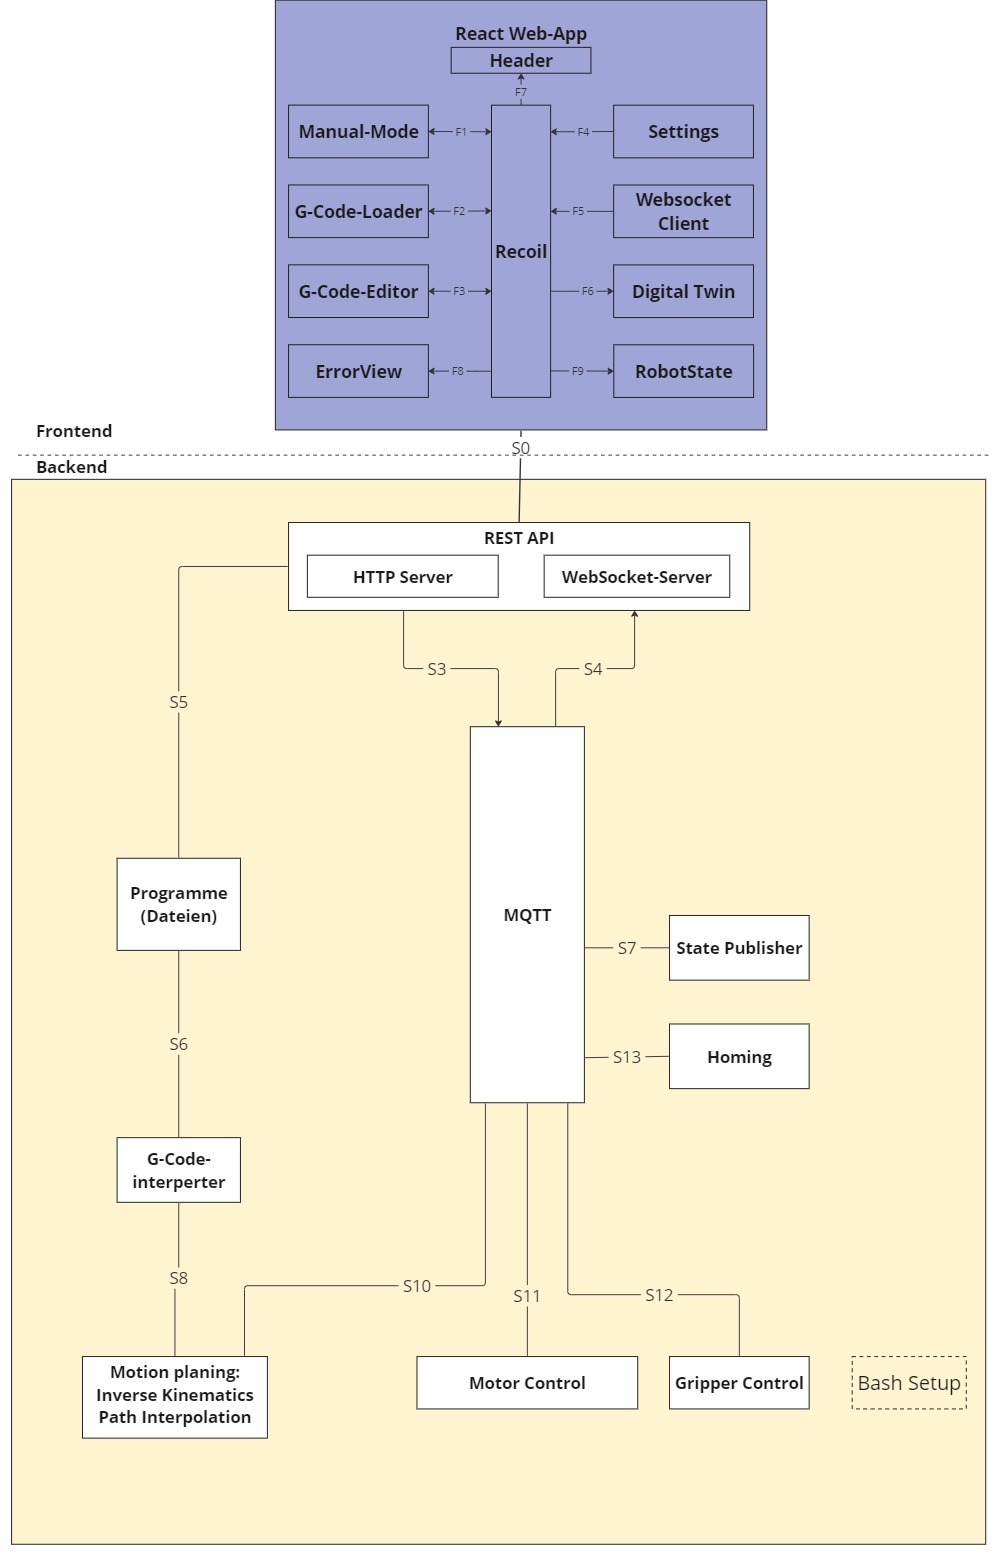 React Web-App
Header
F7
Manual-Mode
F1
F4
Settings
G-Code-Loader
F2
F5
Websocket
Client
Recoil
G-Code-Editor
F3
F6
Digital Twin
ErrorView
F8
F9
RobotState
Frontend
S0
Backend
REST API
HTTP Server
WebSocket-Server
S3
S4
S5
Programme
(Dateien)
MQTT
S7
State Publisher
S6
S13
Homing
G-Code-
interperter
S8
S10
S11
S12
Motion planing:
Inverse Kinematics
Path Interpolation
Motor Control
Gripper Control
Bash Setup